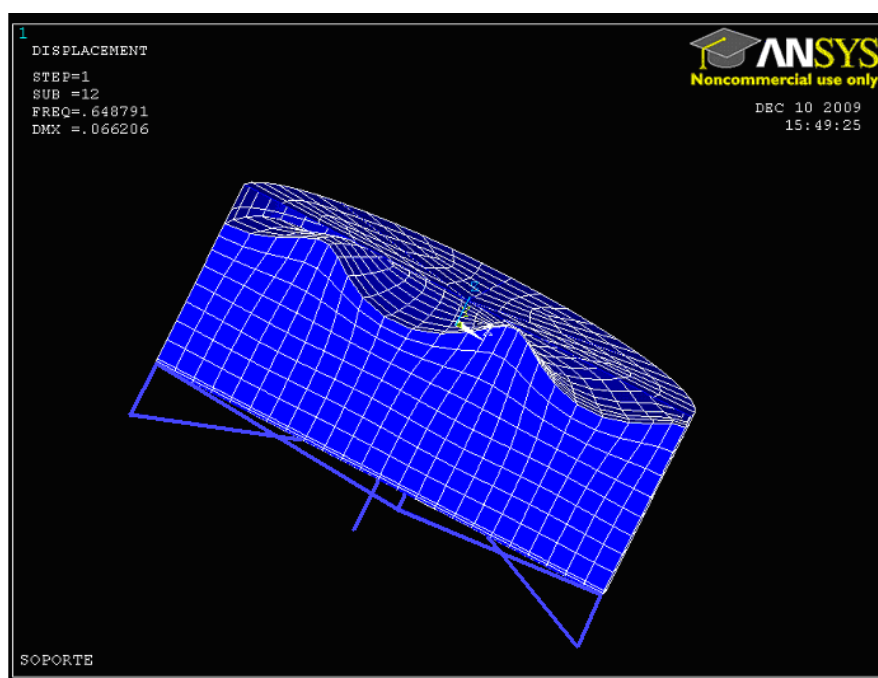 1
DISPLACEMENT
STEP=1
SUB =12
FREQ=.648791
DMX =.066206
ANSYS
Noncommercial use only
DEC 10 2009
15:49:25
SOPORTE